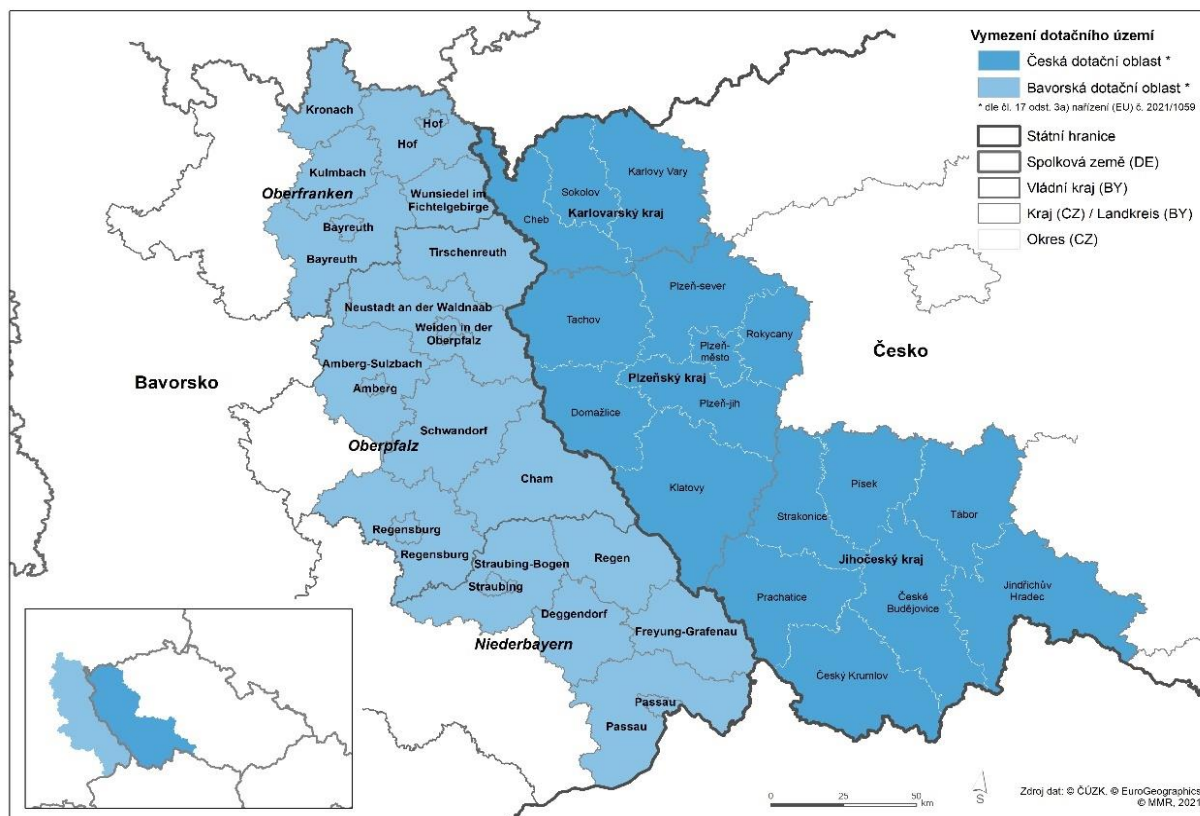 Vymezení dotačního území
Česká dotační oblast *
Bavorská dotační oblast *
* dle čl. 17 odst. 3a) nařízení (EU) č. 2021/1059
Státní hranice
Spolková země (DE)
Vládní kraj (BY)
Kraj (CZ) / Landkreis (BY)
Okres (CZ)
Kronach
Hof
Hof
Kulmbach
Oberfranken
Wunsiedel im
Fichtelgebirge
Bayreuth
Bayreuth
Tirschenreuth
Neustadt an der Waldnaab
Weiden in der
Oberpfalz
Amberg-Sulzbach
Amberg
Bavorsko
Schwandorf
Oberpfalz
Cham
Regensburg
Regensburg
Straubing-Bogen
Straubing
Regen
Deggendorf
Niederbayern
Freyung-Grafenau
Passau
Passau
Karlovy Vary
Sokolov
Karlovarský kraj
Cheb
Plzeň-sever
Tachov
Rokycany
Plzeň-
město
Česko
Plzeňský kraj
Plzeň-jih
Domažlice
Klatovy
Písek
Strakonice
Tábor
Jihočeský kraj
Jindřichův
Hradec
Prachatice
České
Budějovice
Český Krumlov
0 25 50
km
S
Zdroj dat: © ČÚZK, © EuroGeographics
© MMR, 2021